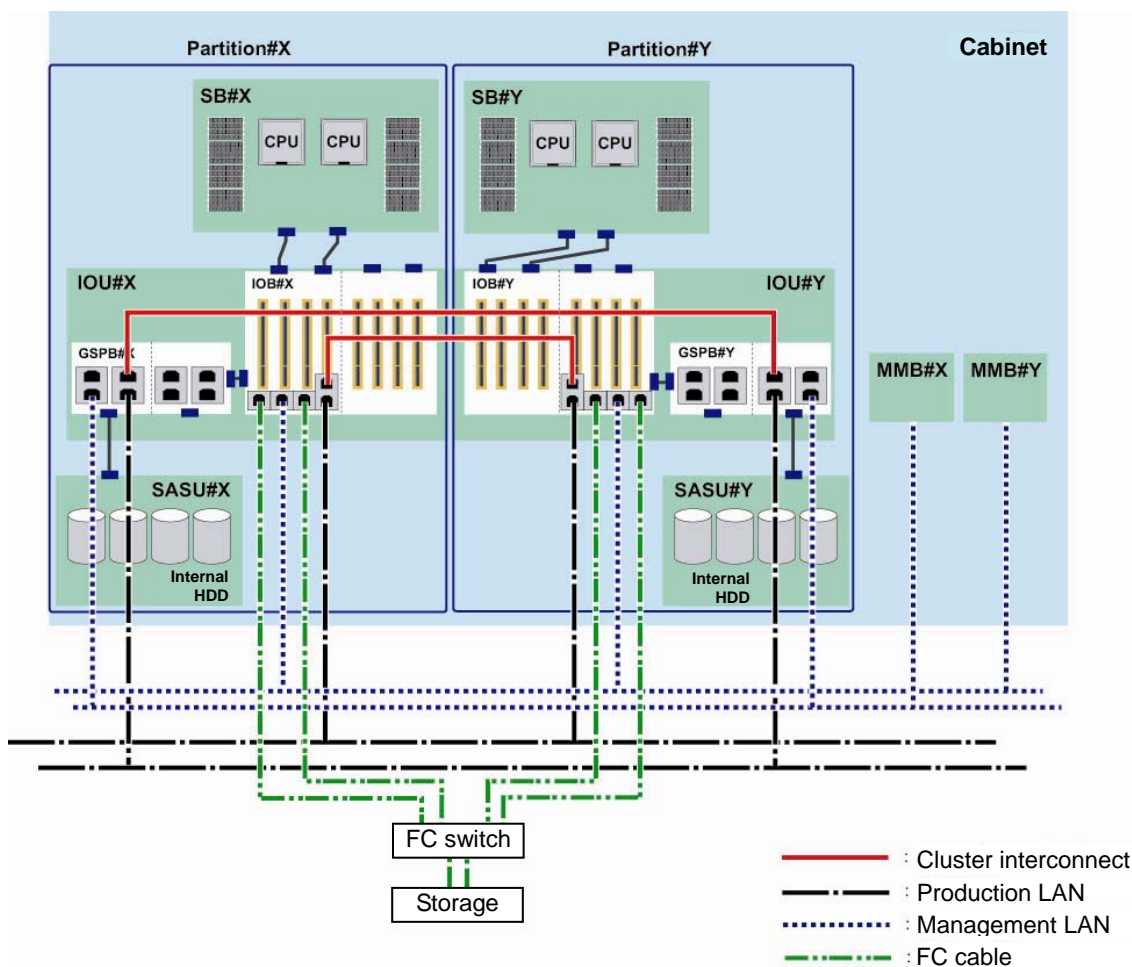 Partition#X
Partition#Y
Cabinet
SB#X
SB#Y
CPU
CPU
CPU
CPU
IOU#X
IOB#X
IOB#Y
IOU#Y
GSPB#X
GSPB#Y
MMB#X
MMB#Y
SASU#X
SASU#Y
Internal
HDD
Internal
HDD
FC switch
Storage
: Cluster interconnect
: Production LAN
: Management LAN
: FC cable